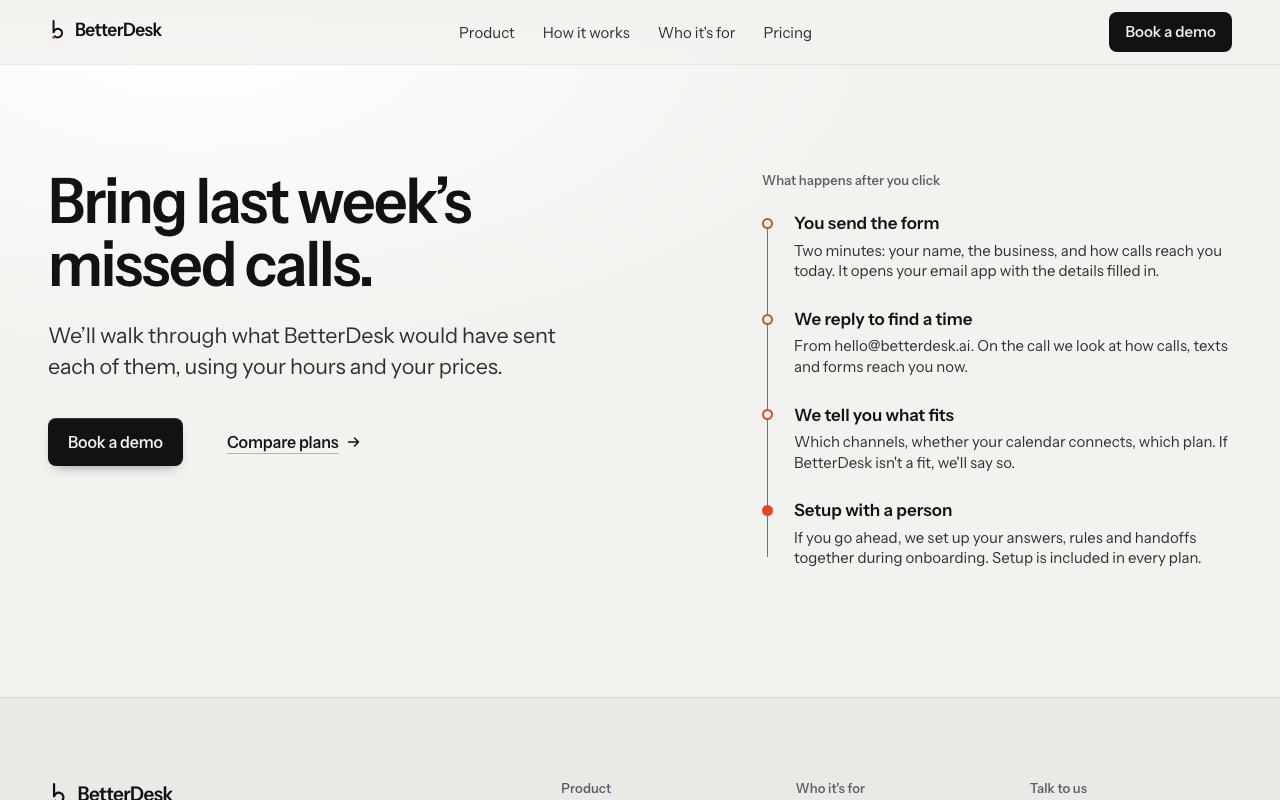 BetterDesk
Product
How it works
Who it's for
Pricing
Book a demo
Bring last week’s
missed calls.
We’ll walk through what BetterDesk would have sent
each of them, using your hours and your prices.
Book a demo
Compare plans →
What happens after you click
You send the form
Two minutes: your name, the business, and how calls reach you
today. It opens your email app with the details filled in.
We reply to find a time
From hello@betterdesk.ai. On the call we look at how calls, texts
and forms reach you now.
We tell you what fits
Which channels, whether your calendar connects, which plan. If
BetterDesk isn't a fit, we'll say so.
Setup with a person
If you go ahead, we set up your answers, rules and handoffs
together during onboarding. Setup is included in every plan.
BetterDesk
Product
Who it's for
Talk to us